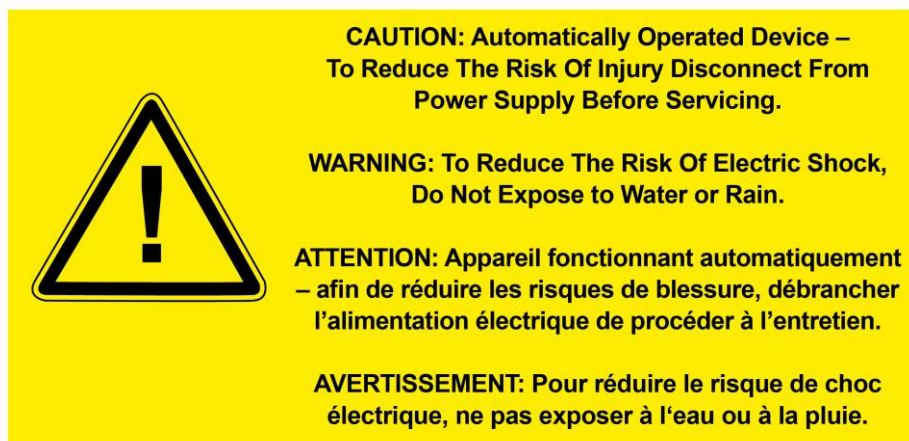 CAUTION: Automatically Operated Device –
To Reduce The Risk Of Injury Disconnect From
Power Supply Before Servicing.
WARNING: To Reduce The Risk Of Electric Shock,
Do Not Expose to Water or Rain.
ATTENTION: Appareil fonctionnant automatiquement
– afin de réduire les risques de blessure, débrancher
l’alimentation électrique de procéder à l’entretien.
AVERTISSEMENT: Pour réduire le risque de choc
électrique, ne pas exposer à l‘eau ou à la pluie.